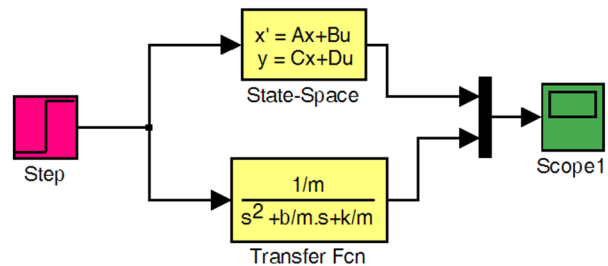 x' = Ax+Bu
y = Cx+Du
State-Space
Step
Scope1
1/m
s2 +b/m.s+k/m
Transfer Fcn